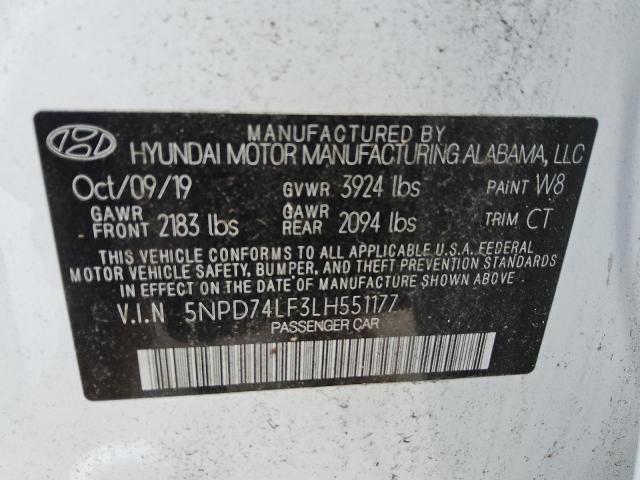 MANUFACTURED BY
HYUNDAI MOTOR MANUFACTURING ALABAMA, LLC
Oct/09/19 GVWR 3924 lbs PAINT W8
GAWR FRONT 2183 lbs GAWR REAR 2094 lbs TRIM CT
THIS VEHICLE CONFORMS TO ALL APPLICABLE U.S.A. FEDERAL
MOTOR VEHICLE SAFETY, BUMPER, AND THEFT PREVENTION STANDARDS
IN EFFECT ON THE DATE OF MANUFACTURE SHOWN ABOVE.
V.I.N 5NPD74LF3LH551177
PASSENGER CAR